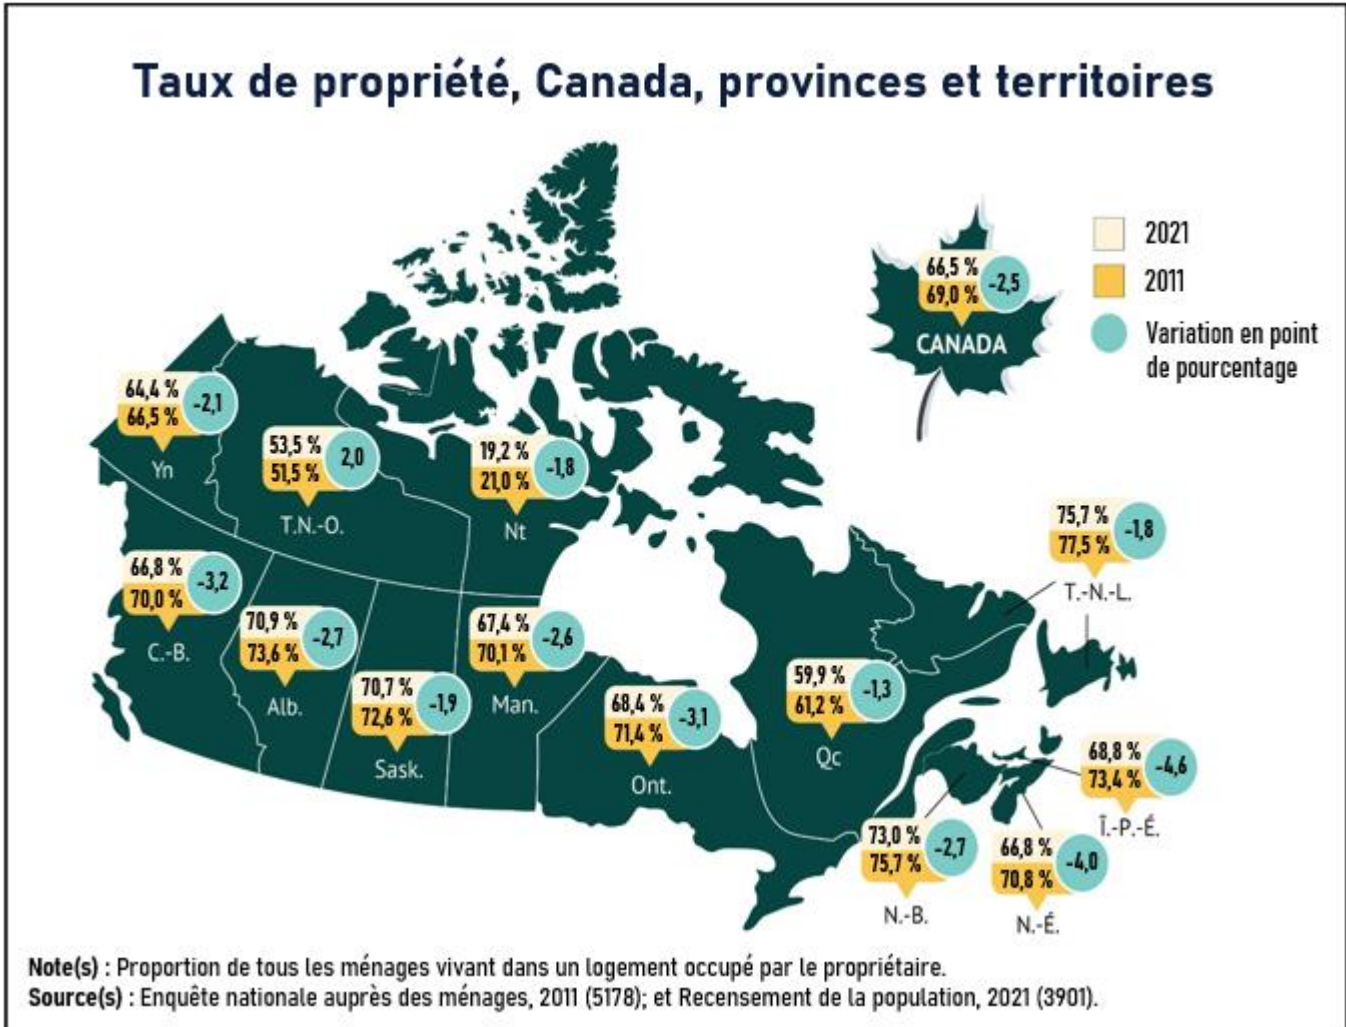 Taux de propriété, Canada, provinces et territoires
66,5 %
69,0 %
-2,5
CANADA
2021
2011
Variation en point
de pourcentage
64,4 %
66,5 %
-2,1
Yn
53,5 %
51,5 %
2,0
T.N.-O.
19,2 %
21,0 %
-1,8
Nt
75,7 %
77,5 %
-1,8
T.-N.-L.
66,8 %
70,0 %
-3,2
C.-B.
70,9 %
73,6 %
-2,7
Alb.
70,7 %
72,6 %
-1,9
Sask.
67,4 %
70,1 %
-2,6
Man.
68,4 %
71,4 %
-3,1
Ont.
59,9 %
61,2 %
-1,3
Qc
68,8 %
73,4 %
-4,6
Î.-P.-É.
73,0 %
75,7 %
-2,7
N.-B.
66,8 %
70,8 %
-4,0
N.-É.
Note(s) : Proportion de tous les ménages vivant dans un logement occupé par le propriétaire.
Source(s) : Enquête nationale auprès des ménages, 2011 (5178); et Recensement de la population, 2021 (3901).